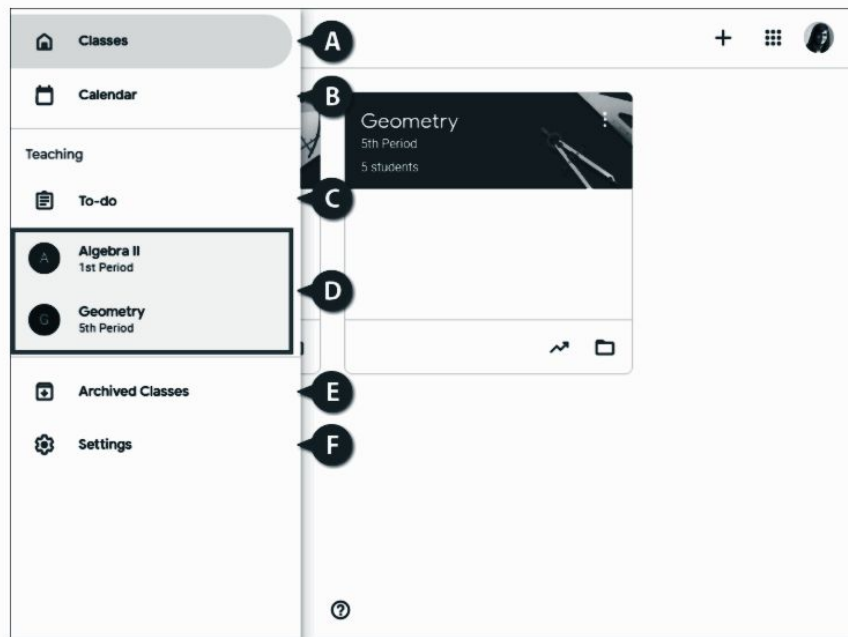 Classes
A
Calendar
B
Teaching
To-do
C
A
Algebra II
1st Period
D
G
Geometry
5th Period
Archived Classes
E
Settings
F
Geometry
5th Period
5 students